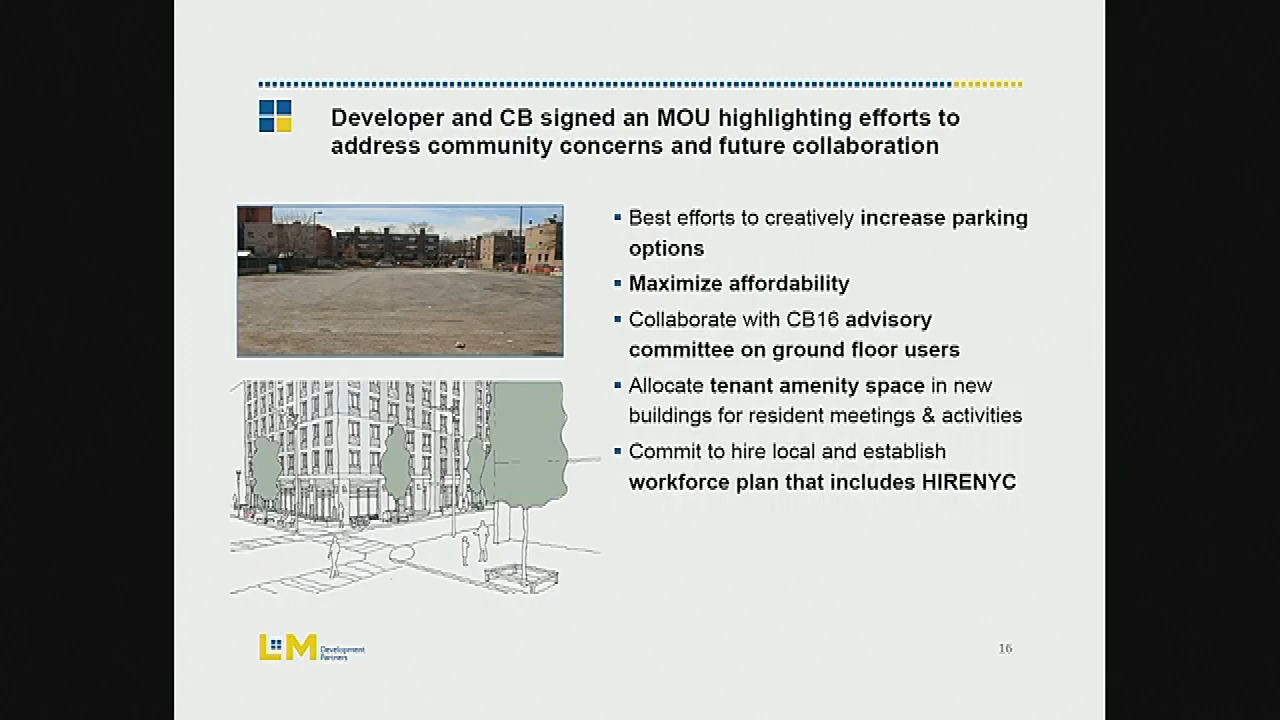 Developer and CB signed an MOU highlighting efforts to
address community concerns and future collaboration
▪ Best efforts to creatively increase parking
options
▪ Maximize affordability
▪ Collaborate with CB16 advisory
committee on ground floor users
▪ Allocate tenant amenity space in new
buildings for resident meetings & activities
▪ Commit to hire local and establish
workforce plan that includes HIRENYC
L M Development
Partners
16